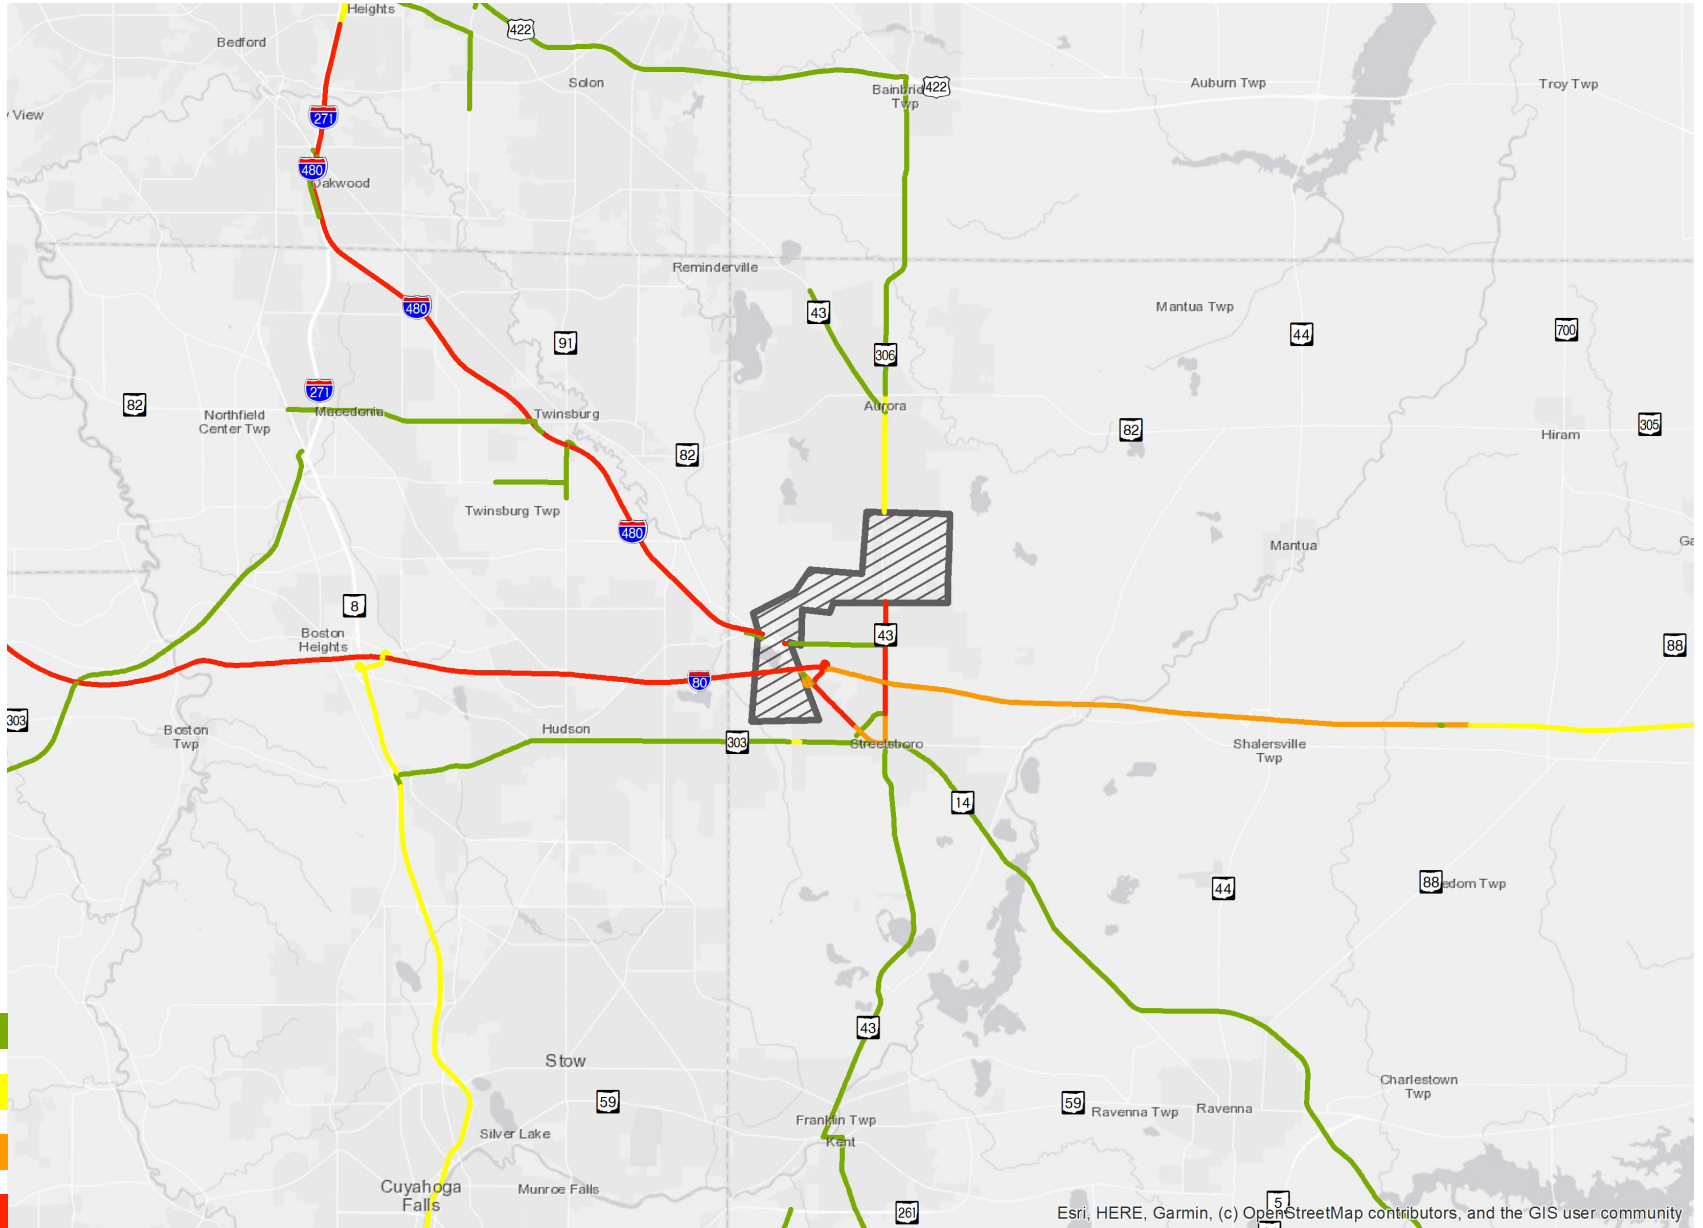 Heights
422
Bedford
Solon
Bainbrid
Twp
422
Auburn Twp
Troy Twp
View
271
480
Oakwood
Reminderville
480
43
Mantua Twp
44
700
91
306
271
82
Northfield
Center Twp
Macedonia
Twinsburg
Aurora
82
82
305
Hiram
Twinsburg Twp
480
Mantua
8
Boston
Heights
43
88
80
303
Boston
Twp
Hudson
303
Streetsboro
Shalersville
Twp
14
44
88
edom Twp
43
Stow
59
59
Ravenna Twp
Ravenna
Charlestown
Twp
Franklin Twp
Kent
Silver Lake
Cuyahoga
Falls
Munroe Falls
261
5
Esri, HERE, Garmin, (c) OpenStreetMap contributors, and the GIS user community